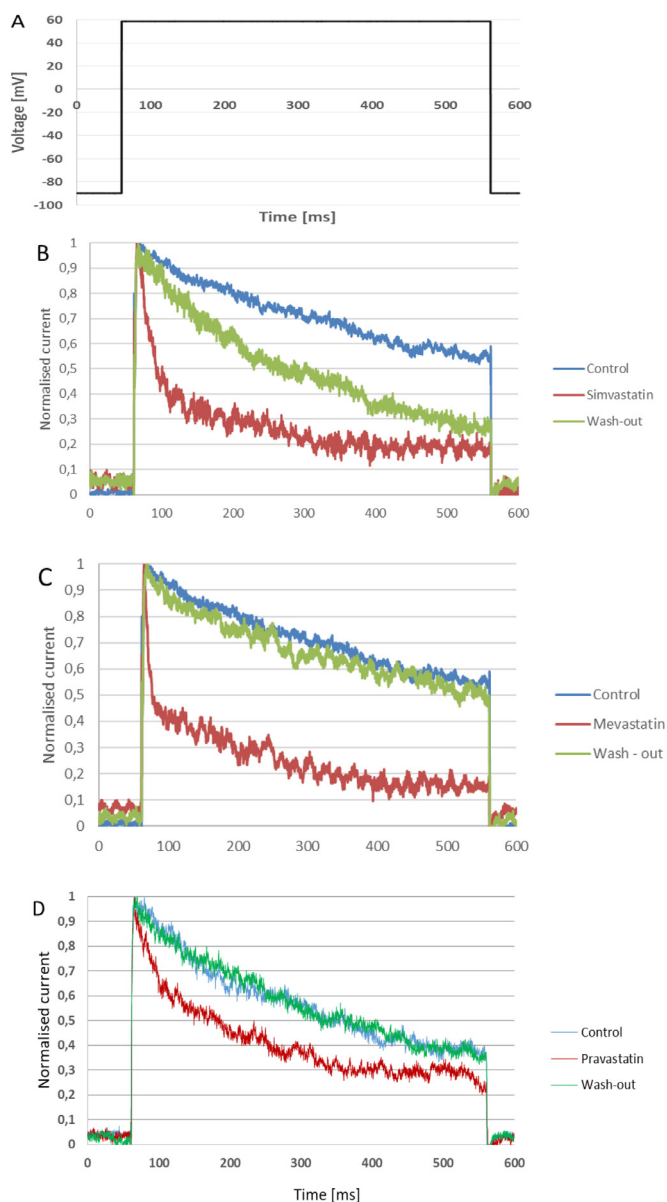 A
Voltage [mV]
60
40
20
0
-20
-40
-60
-80
-100
0 100 200 300 400 500 600
Time [ms]
B
Normalised current
1
0,9
0,8
0,7
0,6
0,5
0,4
0,3
0,2
0,1
0
0 100 200 300 400 500 600
Control
Simvastatin
Wash-out
C
Normalised current
1
0,9
0,8
0,7
0,6
0,5
0,4
0,3
0,2
0,1
0
0 100 200 300 400 500 600
Control
Mevastatin
Wash - out
D
Normalised current
1
0,9
0,8
0,7
0,6
0,5
0,4
0,3
0,2
0,1
0
0 100 200 300 400 500 600
Time [ms]
Control
Pravastatin
Wash-out